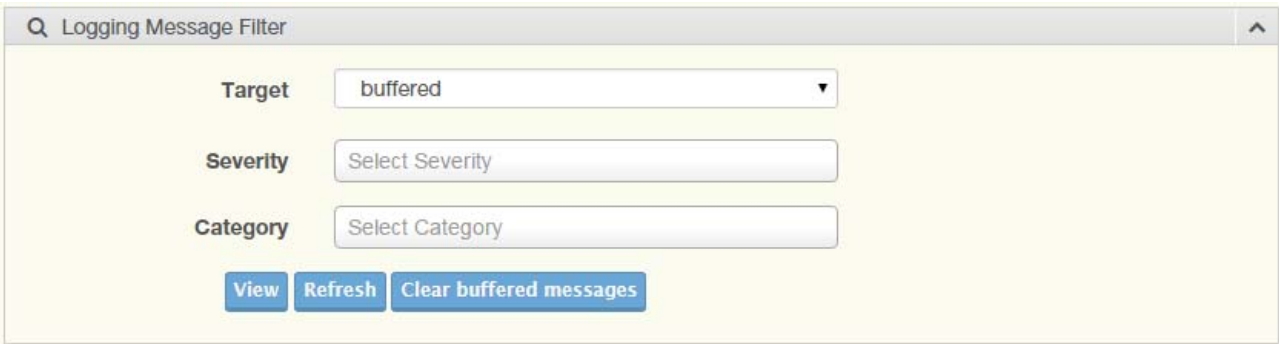 Logging Message Filter
Target buffered
Severity Select Severity
Category Select Category
View Refresh Clear buffered messages